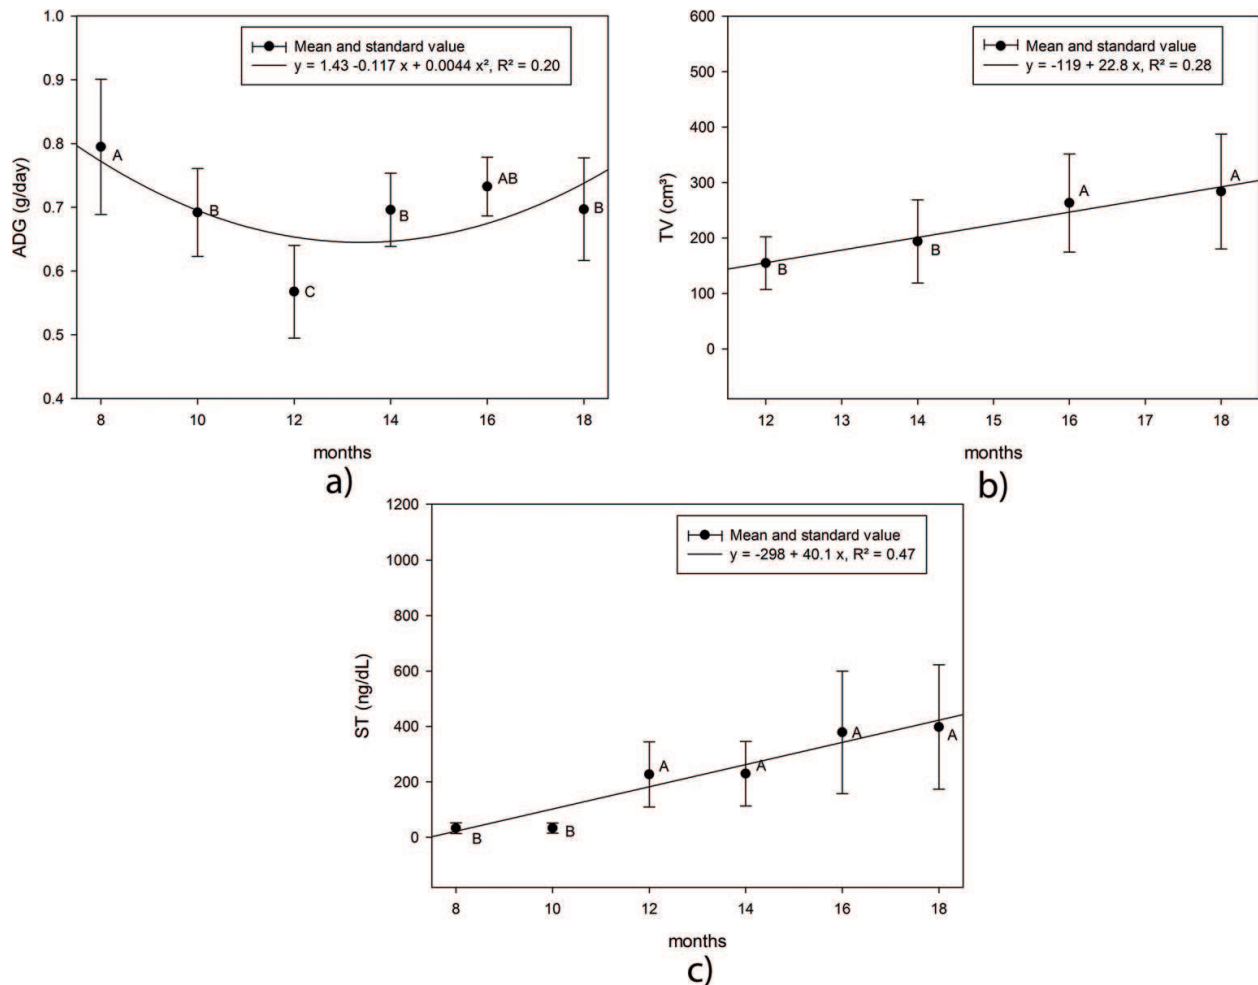 1.0
0.9
0.8
0.7
0.6
0.5
0.4
ADG (g/day)
Mean and standard value
y = 1.43 -0.117 x + 0.0044 x², R² = 0.20
A
B
C
B
AB
B
8 10 12 14 16 18
months
a)
600
500
400
300
200
100
0
TV (cm³)
Mean and standard value
y = -119 + 22.8 x, R² = 0.28
B
B
A
A
12 13 14 15 16 17 18
months
b)
1200
1000
800
600
400
200
0
ST (ng/dL)
Mean and standard value
y = -298 + 40.1 x, R² = 0.47
B
B
A
A
A
A
8 10 12 14 16 18
months
c)